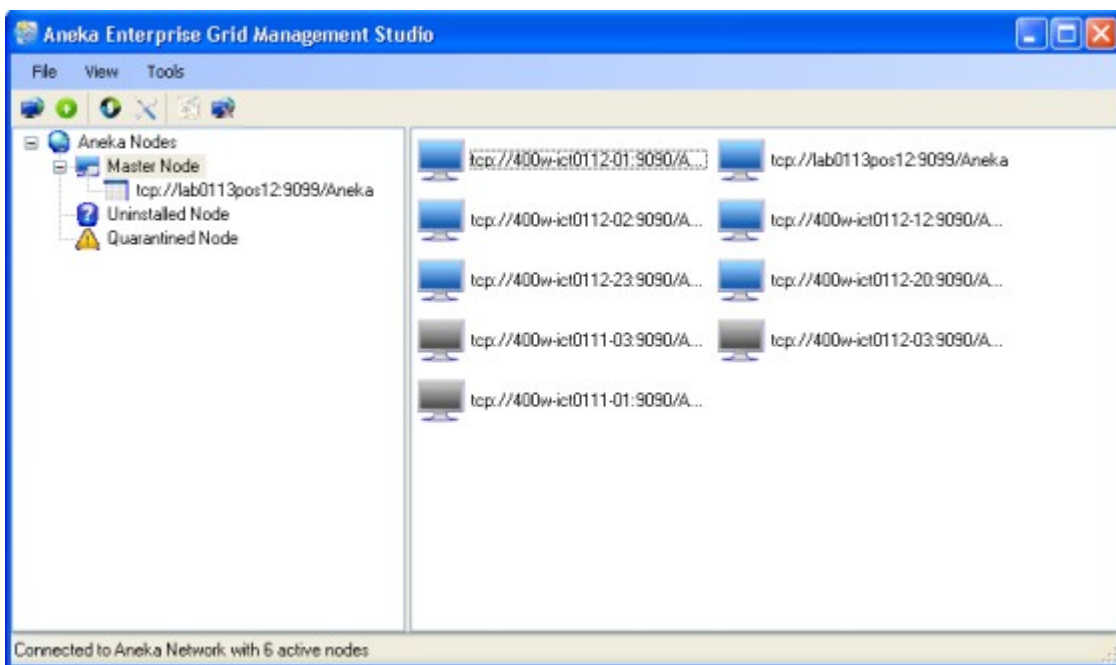 Aneka Enterprise Grid Management Studio
File View Tools
Aneka Nodes
Master Node
tcp://lab0113pos12:9099/Aneka
Uninstalled Node
Quarantined Node
tcp://400w-ict0112-01:9090/A...
tcp://lab0113pos12:9099/Aneka
tcp://400w-ict0112-02:9090/A...
tcp://400w-ict0112-12:9090/A...
tcp://400w-ict0112-23:9090/A...
tcp://400w-ict0112-20:9090/A...
tcp://400w-ict0111-03:9090/A...
tcp://400w-ict0112-03:9090/A...
tcp://400w-ict0111-01:9090/A...
Connected to Aneka Network with 6 active nodes